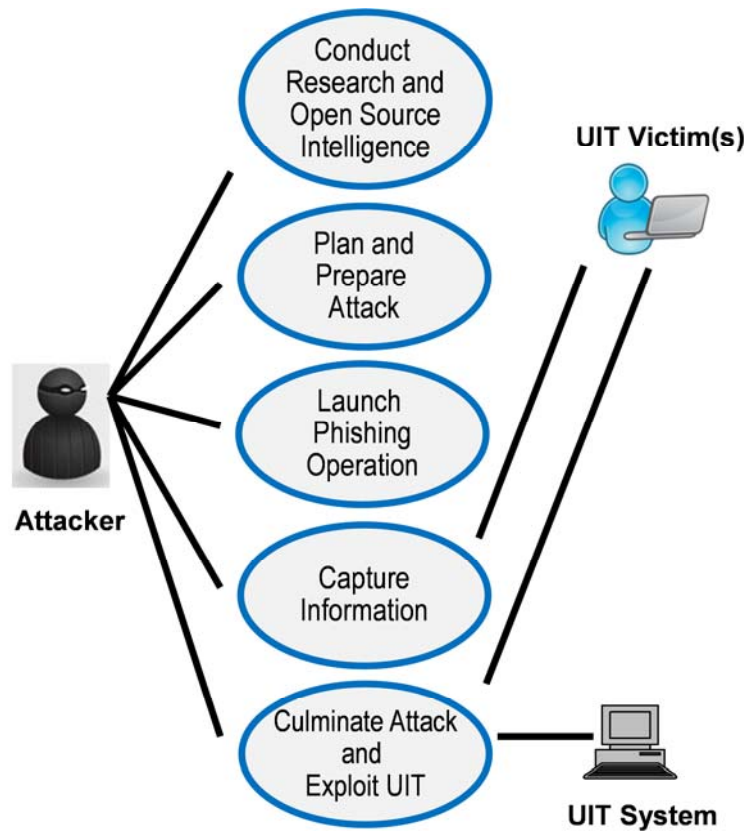 Conduct
Research and
Open Source
Intelligence
UIT Victim(s)
Plan and
Prepare
Attack
Launch
Phishing
Operation
Attacker
Capture
Information
Culminate Attack
and
Exploit UIT
UIT System